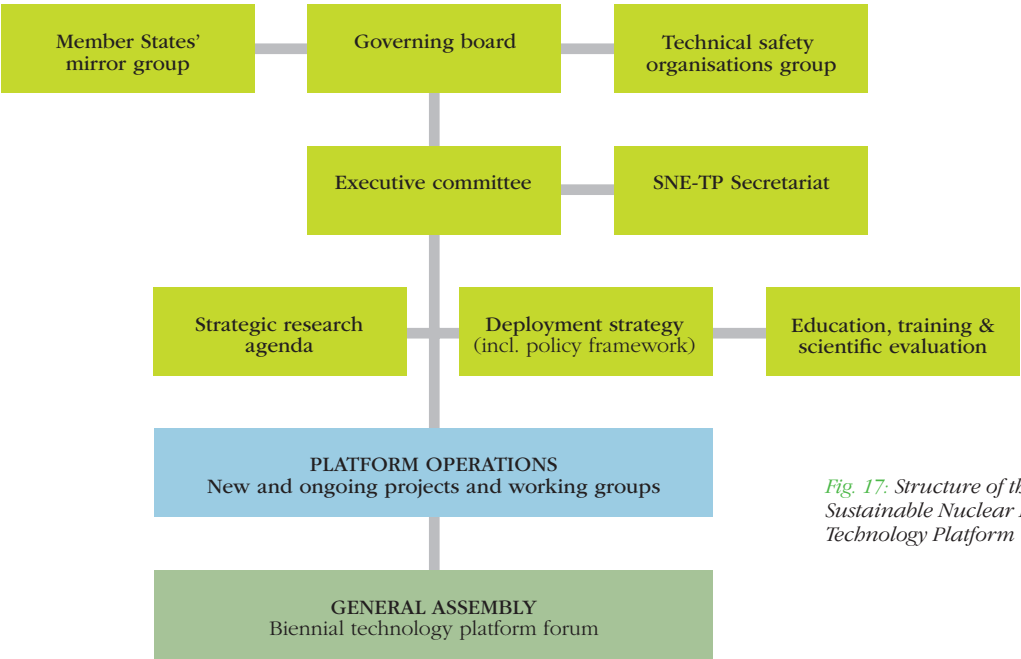 Member States’
mirror group
Governing board
Technical safety
organisations group
Executive committee
SNE-TP Secretariat
Strategic research
agenda
Deployment strategy
(incl. policy framework)
Education, training &
scientific evaluation
PLATFORM OPERATIONS
New and ongoing projects and working groups
Fig. 17: Structure of
Sustainable Nuclear
Technology Platform
GENERAL ASSEMBLY
Biennial technology platform forum